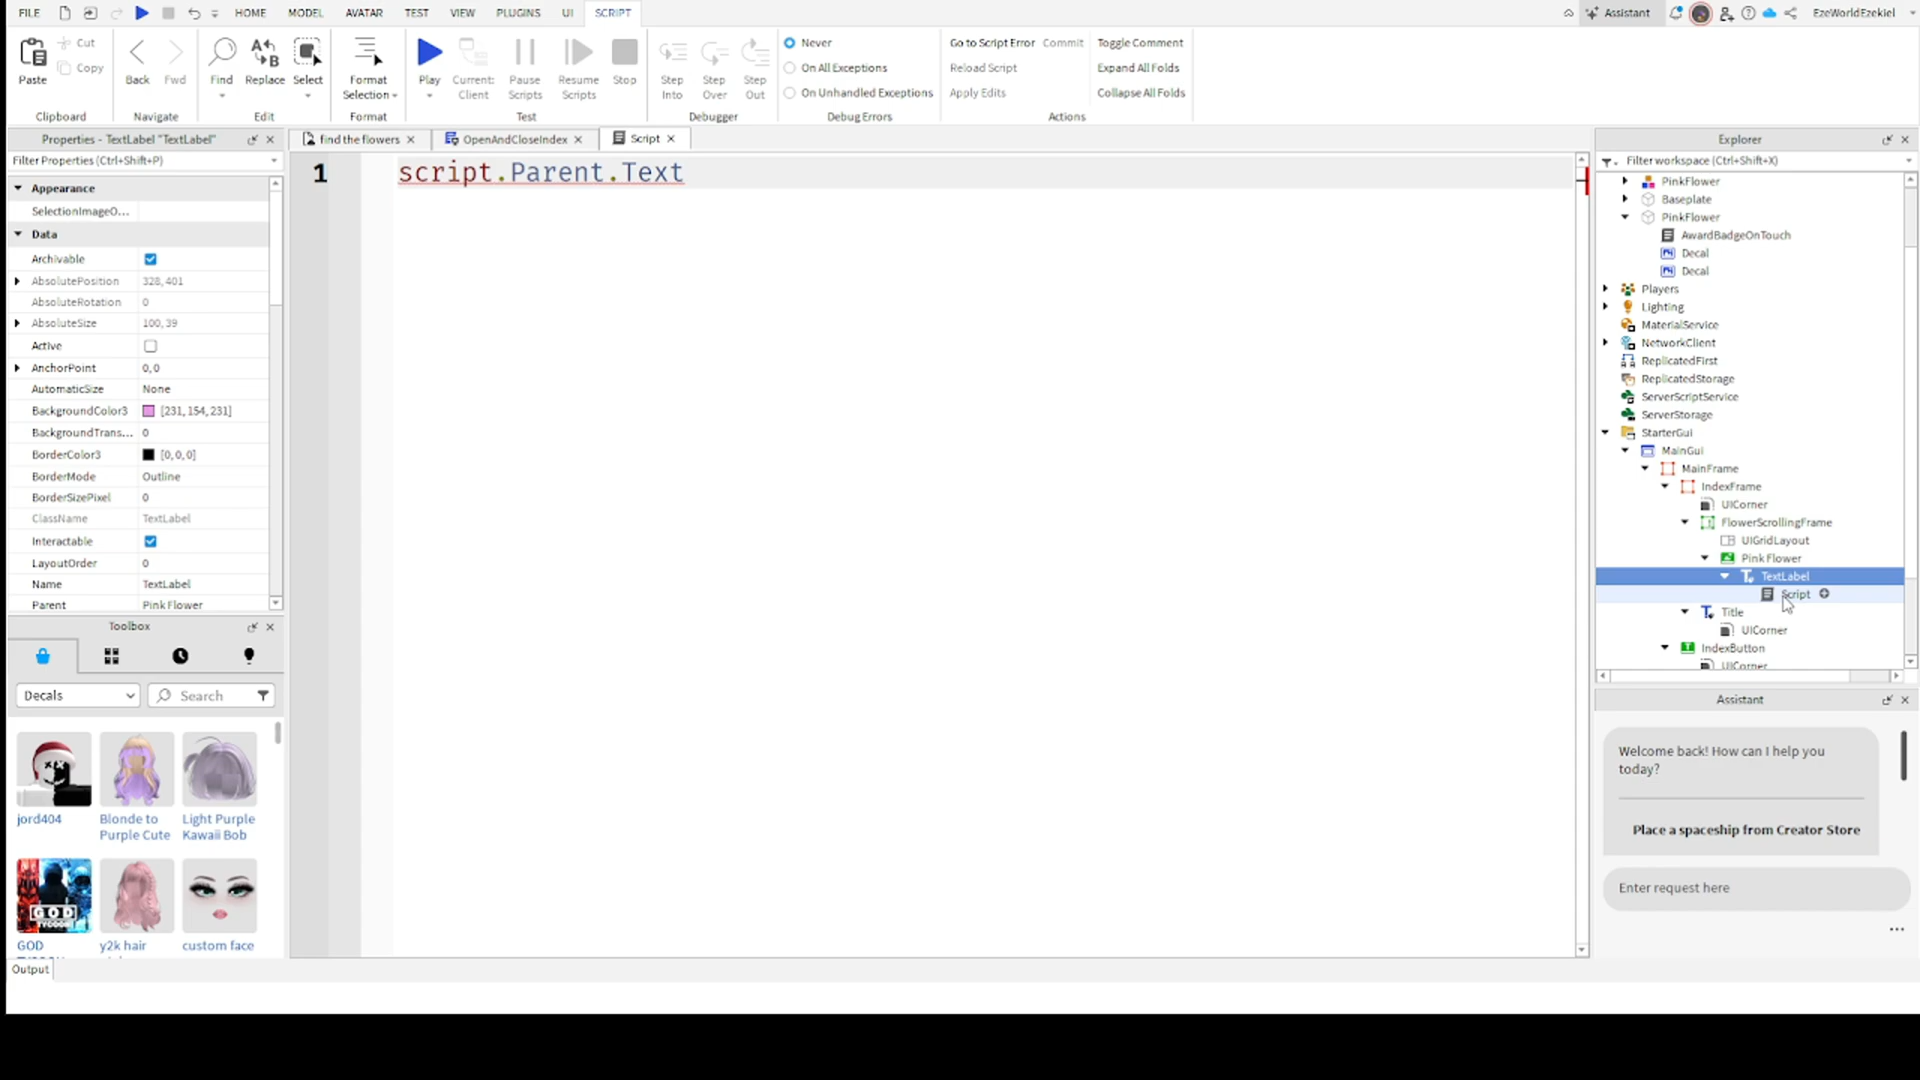 FILE HOME MODEL AVATAR TEST VIEW PLUGINS UI SCRIPT Assistant EzeWorldEzekiel
Paste Cut Copy
Back Fwd
Find Replace Select
Format Selection
Play Current: Client Pause Scripts Resume Scripts Stop
Step Into Step Over Step Out
Never
On All Exceptions
On Unhandled Exceptions
Go to Script Error Commit Toggle Comment
Reload Script Expand All Folds
Apply Edits Collapse All Folds
Clipboard Navigate Edit Format Test Debugger Debug Errors Actions
Properties - TextLabel "TextLabel"
Filter Properties (Ctrl+Shift+P)
Appearance
SelectionImageO...
Data
Archivable
AbsolutePosition 328, 401
AbsoluteRotation 0
AbsoluteSize 100, 39
Active
AnchorPoint 0, 0
AutomaticSize None
BackgroundColor3 [231, 154, 231]
BackgroundTrans... 0
BorderColor3 [0, 0, 0]
BorderMode Outline
BorderSizePixel 0
ClassName TextLabel
Interactable
LayoutOrder 0
Name TextLabel
Parent Pink Flower
Toolbox
Decals Search
jord404
Blonde to Purple Cute
Light Purple Kawaii Bob
GOD TYCOON
GOD
y2k hair
custom face
Output
find the flowers OpenAndCloseIndex Script
1 script.Parent.Text
Explorer
Filter workspace (Ctrl+Shift+X)
PinkFlower
Baseplate
PinkFlower
AwardBadgeOnTouch
Decal
Decal
Players
Lighting
MaterialService
NetworkClient
ReplicatedFirst
ReplicatedStorage
ServerScriptService
ServerStorage
StarterGui
MainGui
MainFrame
IndexFrame
UICorner
FlowerScrollingFrame
UIGridLayout
Pink Flower
TextLabel
Script
Title
UICorner
IndexButton
UICorner
Assistant
Welcome back! How can I help you
today?
Place a spaceship from Creator Store
Enter request here